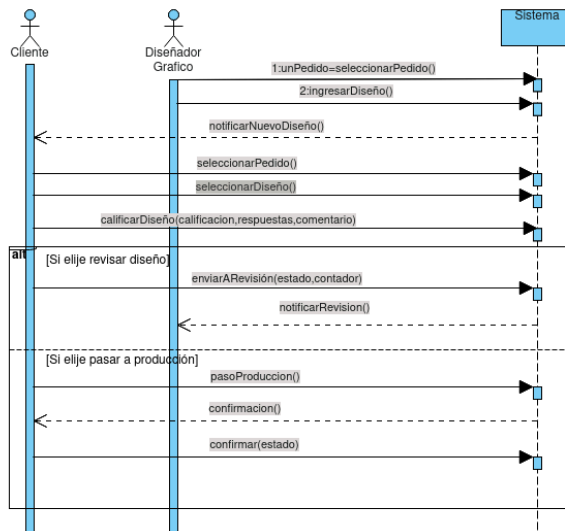 Cliente
Diseñador
Grafico
Sistema
1:unPedido=seleccionarPedido()
2:ingresarDiseño()
notificarNuevoDiseño()
seleccionarPedido()
seleccionarDiseño()
calificarDiseño(calificacion,respuestas,comentario)
alt
[Si elije revisar diseño]
enviarARevisión(estado,contador)
notificarRevision()
[Si elije pasar a producción]
pasoProduccion()
confirmacion()
confirmar(estado)